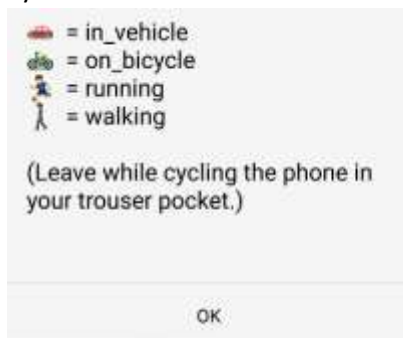 = in_vehicle
= on_bicycle
= running
= walking
(Leave while cycling the phone in
your trouser pocket.)
OK